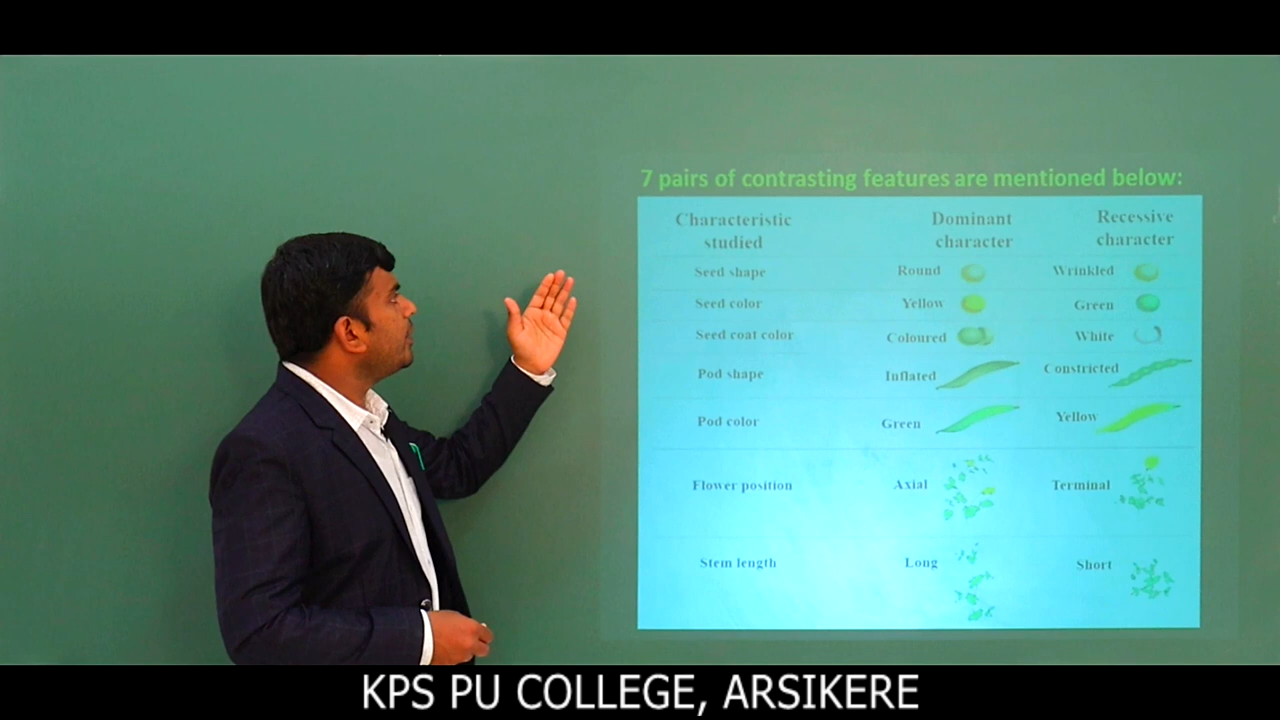 7 pairs of contrasting features are mentioned below:
Characteristic studied Dominant character Recessive character
Seed shape Round Wrinkled
Seed color Yellow Green
Seed coat color Coloured White
Pod shape Inflated Constricted
Pod color Green Yellow
Flower position Axial Terminal
Stem length Long Short
KPS PU COLLEGE, ARSIKERE